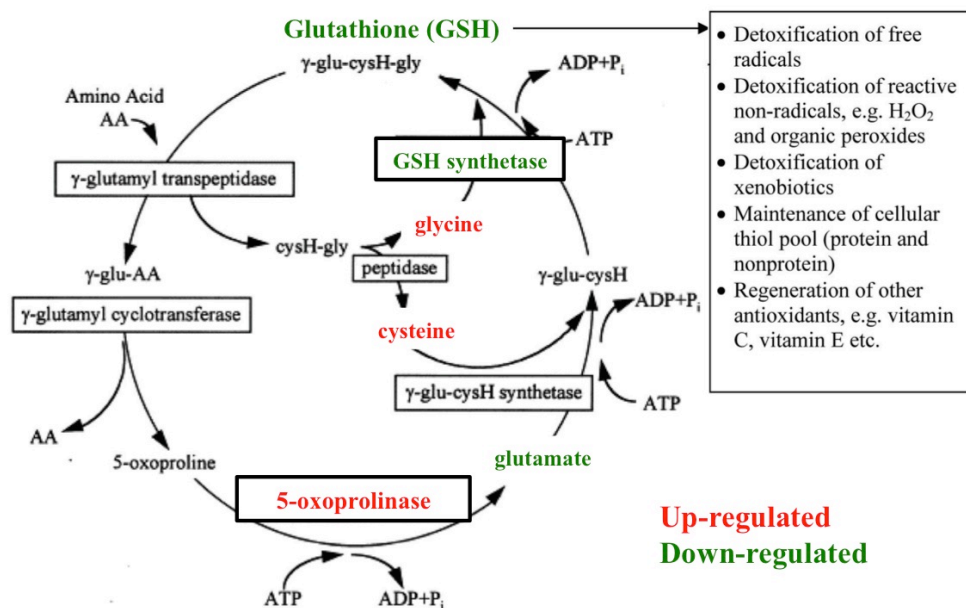 Glutathione (GSH)
γ-glu-cysH-gly
ADP+Pi
ATP
Amino Acid
AA
γ-glutamyl transpeptidase
GSH synthetase
glycine
cysH-gly
peptidase
cysteine
γ-glu-AA
γ-glutamyl cyclotransferase
γ-glu-cysH
ADP+Pi
γ-glu-cysH synthetase
ATP
AA
5-oxoproline
glutamate
5-oxoprolinase
ATP
ADP+Pi
• Detoxification of free
radicals
• Detoxification of reactive
non-radicals, e.g. H₂O₂
and organic peroxides
• Detoxification of
xenobiotics
• Maintenance of cellular
thiol pool (protein and
nonprotein)
• Regeneration of other
antioxidants, e.g. vitamin
C, vitamin E etc.
Up-regulated
Down-regulated